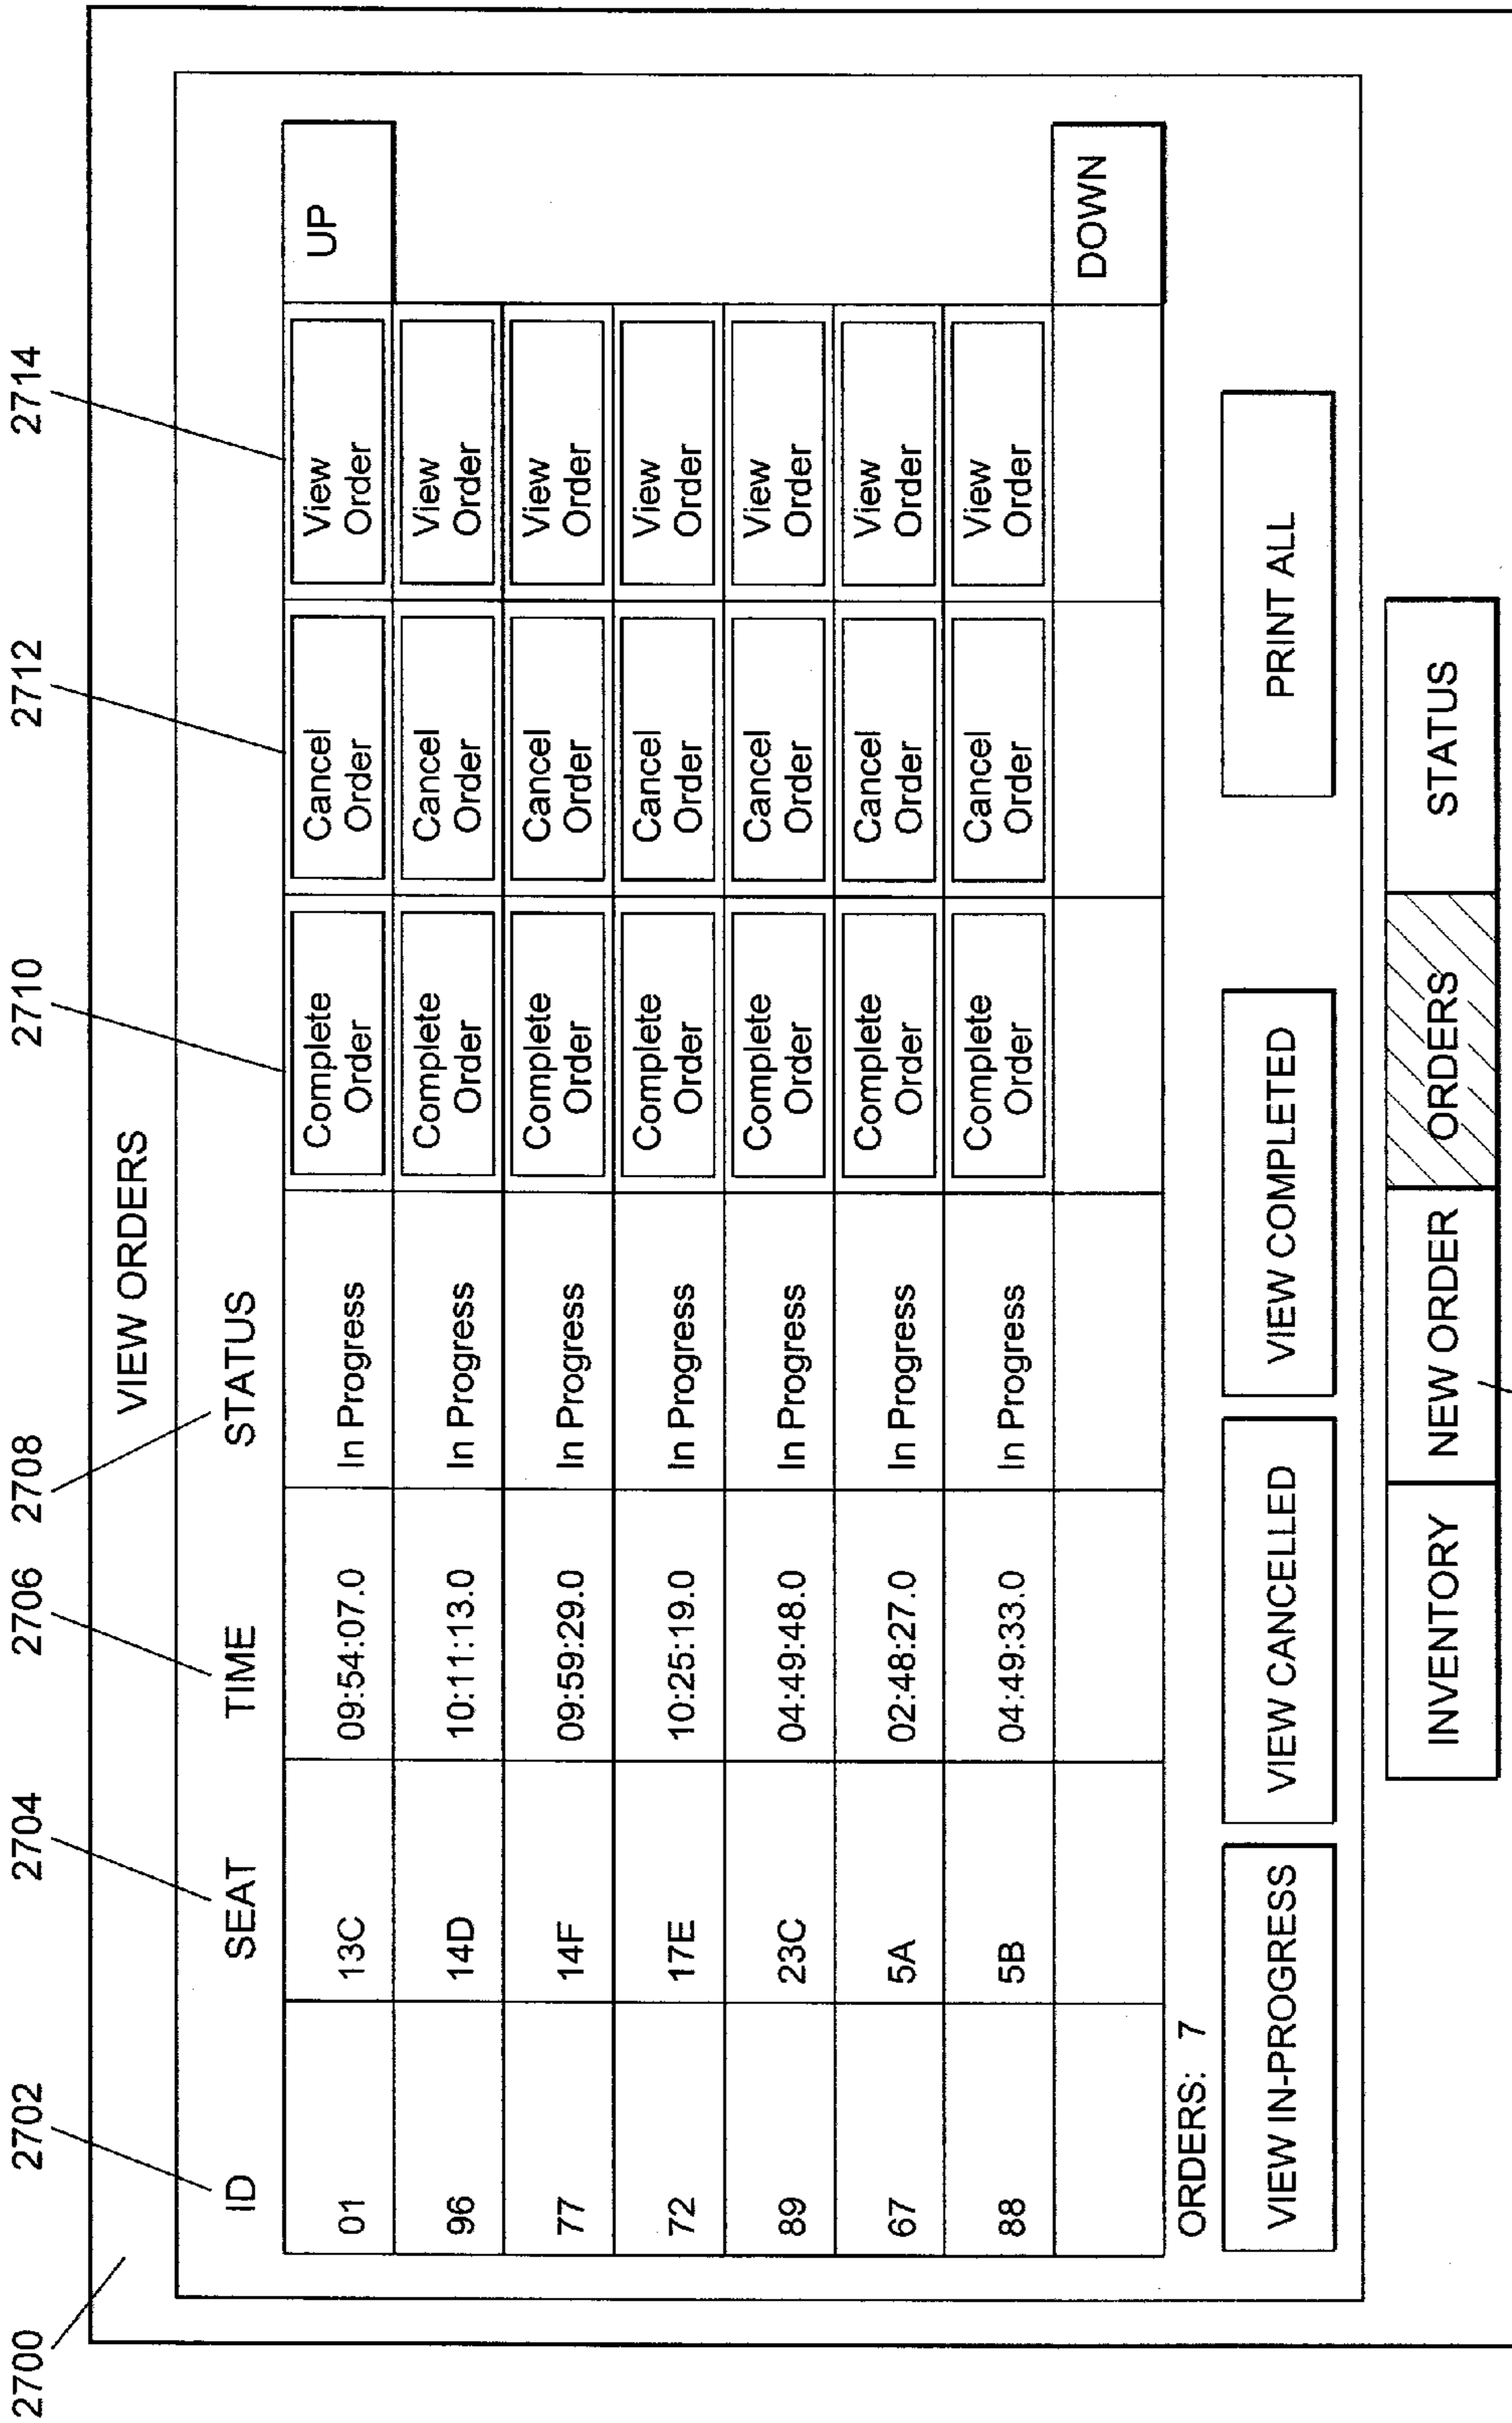 2700 2702 2704 2706 2708 2710 2712 2714
VIEW ORDERS
ID SEAT TIME STATUS
01 13C 09:54:07.0 In Progress Complete Order Cancel Order View Order UP
96 14D 10:11:13.0 In Progress Complete Order Cancel Order View Order
77 14F 09:59:29.0 In Progress Complete Order Cancel Order View Order
72 17E 10:25:19.0 In Progress Complete Order Cancel Order View Order
89 23C 04:49:48.0 In Progress Complete Order Cancel Order View Order
67 5A 02:48:27.0 In Progress Complete Order Cancel Order View Order
88 5B 04:49:33.0 In Progress Complete Order Cancel Order View Order
DOWN
ORDERS: 7
VIEW IN-PROGRESS VIEW CANCELLED VIEW COMPLETED PRINT ALL
INVENTORY NEW ORDER ORDERS STATUS